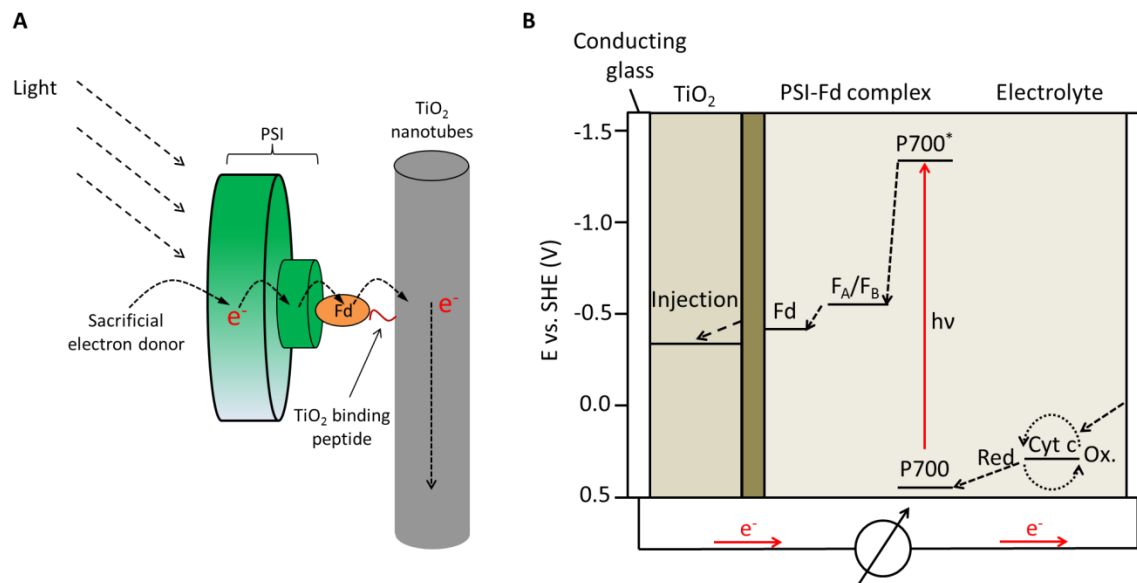 A
Light
PSI
TiO₂
nanotubes
e⁻
Fd
e⁻
Sacrificial
electron donor
TiO₂ binding
peptide
B
Conducting
glass
TiO₂
PSI-Fd complex
Electrolyte
E vs. SHE (V)
-1.5
-1.0
-0.5
0.0
0.5
P700*
F_A/F_B
Injection
Fd
hν
P700
Red
Cyt c
Ox.
e⁻
e⁻